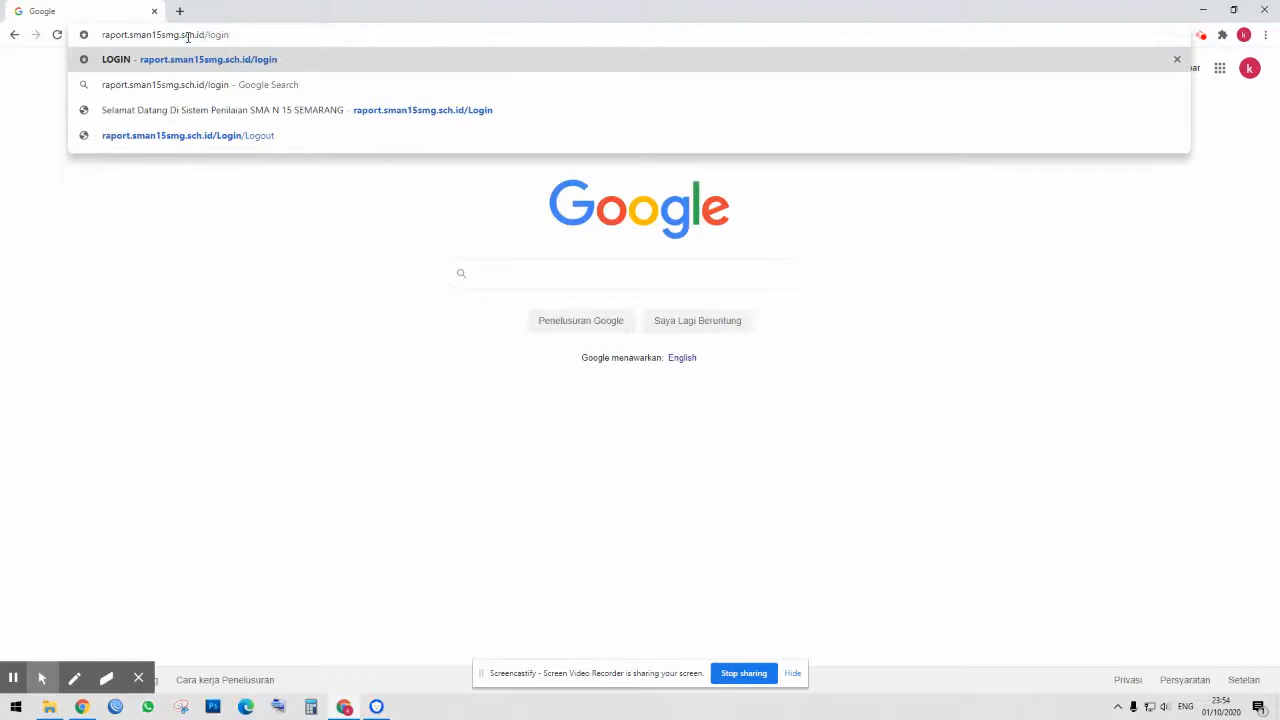 Google
raport.sman15smg.sch.id/login
LOGIN - raport.sman15smg.sch.id/login
raport.sman15smg.sch.id/login - Google Search
Selamat Datang Di Sistem Penilaian SMA N 15 SEMARANG - raport.sman15smg.sch.id/Login
raport.sman15smg.sch.id/Login/Logout
k
k
Google
Penelusuran Google
Saya Lagi Beruntung
Google menawarkan: English
Screencastify - Screen Video Recorder is sharing your screen.
Stop sharing
Hide
Cara kerja Penelusuran
Privasi
Persyaratan
Setelan
ENG
23:54
01/10/2020